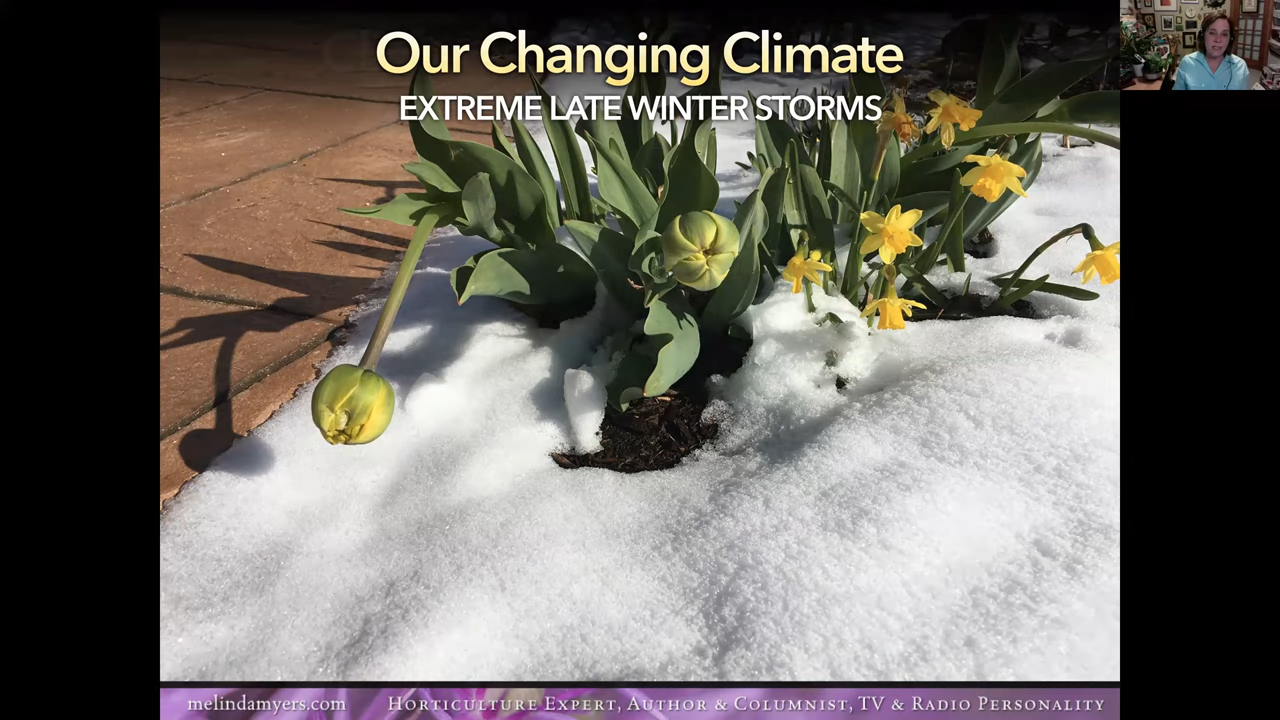 Our Changing Climate
EXTREME LATE WINTER STORMS
melindamyers.com HORTICULTURE EXPERT, AUTHOR & COLUMNIST, TV & RADIO PERSONALITY